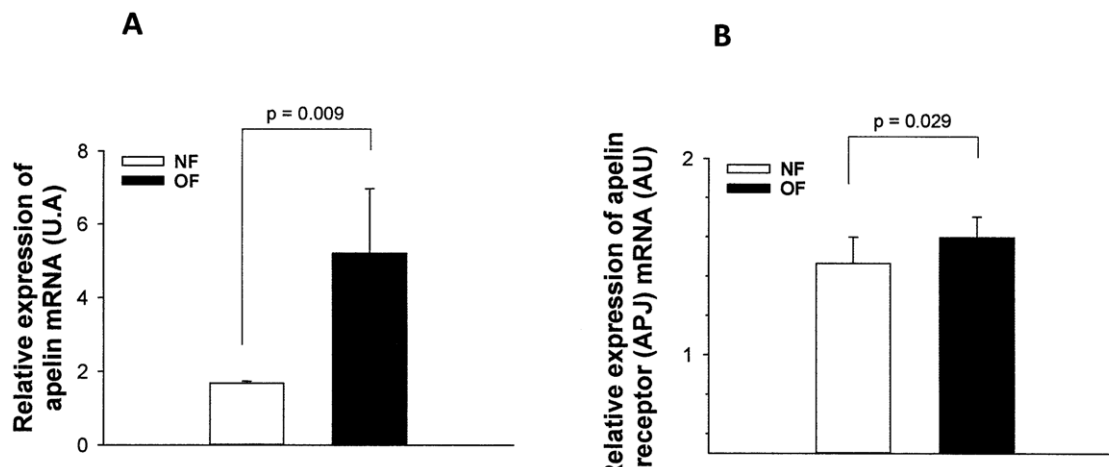 A
p = 0.009
NF
OF
8
6
4
2
0
Relative expression of
apelin mRNA (U.A)
B
p = 0.029
NF
OF
2
1
Relative expression of apelin
receptor (APJ) mRNA (AU)